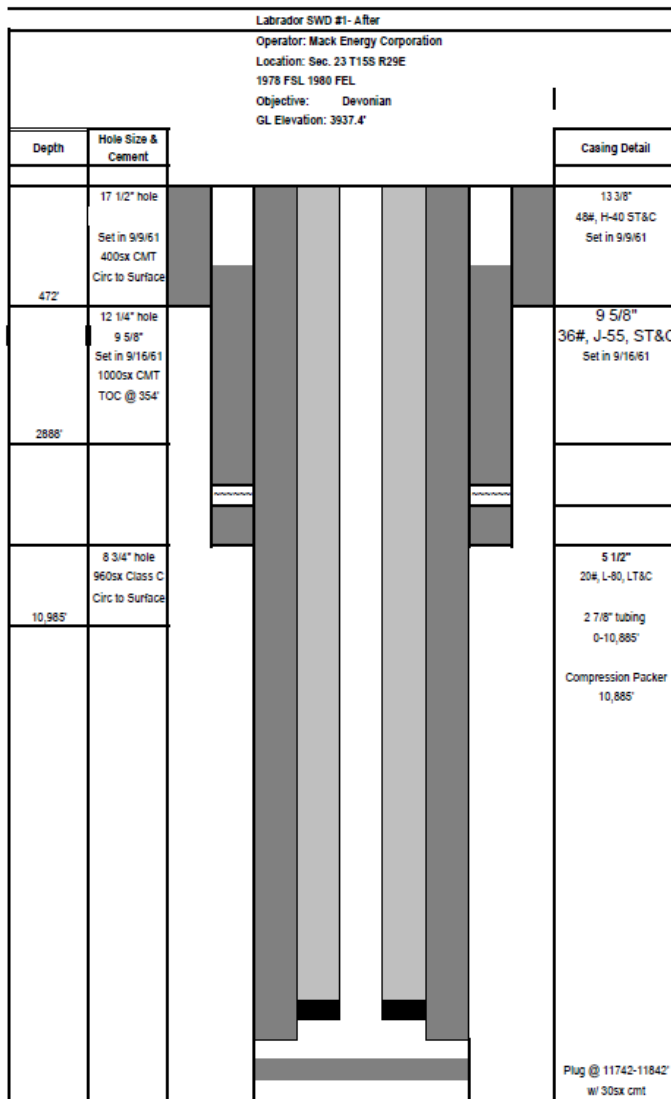 Labrador SWD #1- After
Operator: Mack Energy Corporation
Location: Sec. 23 T15S R29E
1978 FSL 1980 FEL
Objective: Devonian
GL Elevation: 3937.4'
Depth
Hole Size &
Cement
Casing Detail
17 1/2" hole
Set in 9/9/61
400sx CMT
Circ to Surface
472'
13 3/8"
48#, H-40 ST&C
Set in 9/9/61
12 1/4" hole
9 5/8"
Set in 9/16/61
1000sx CMT
TOC @ 354'
2888'
9 5/8"
36#, J-55, ST&C
Set in 9/16/61
~~~~~~ ~~~~~~
8 3/4" hole
960sx Class C
Circ to Surface
10,985'
5 1/2"
20#, L-80, LT&C
2 7/8" tubing
0-10,885'
Compression Packer
10,885'
Plug @ 11742-11842'
w/ 30sx cmt